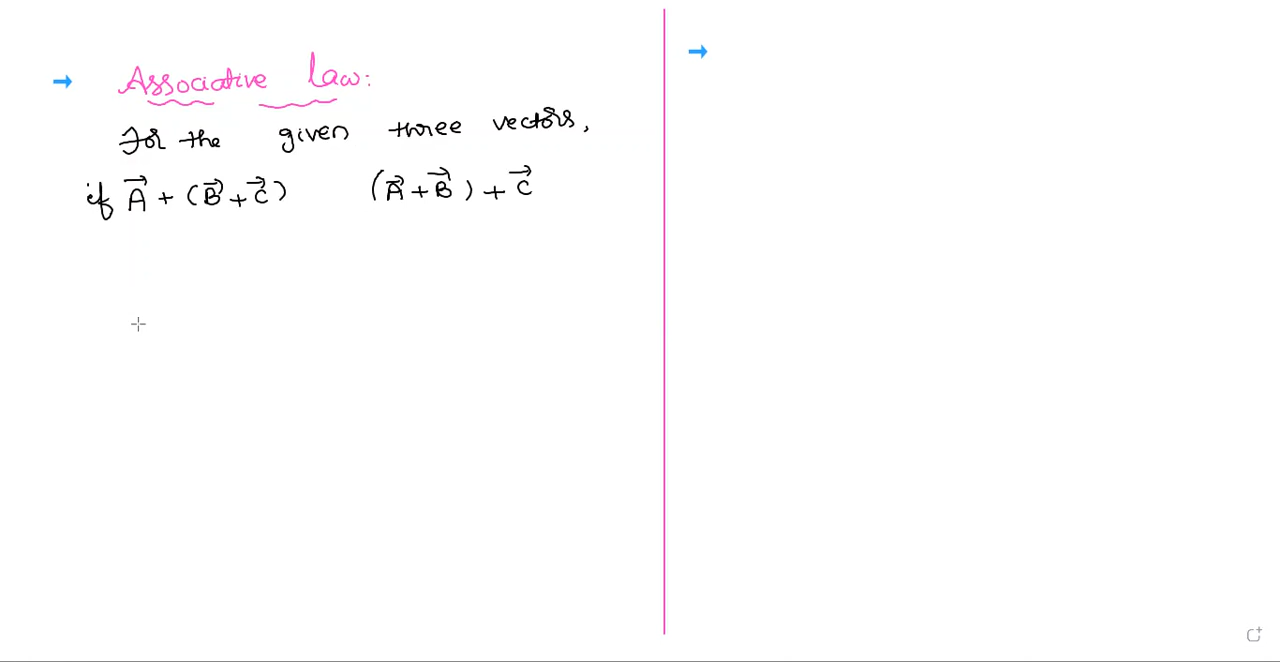 → Associative law:
For the given three vectors,
if A⃗ + (B⃗ + C⃗) (A⃗ + B⃗) + C⃗
→